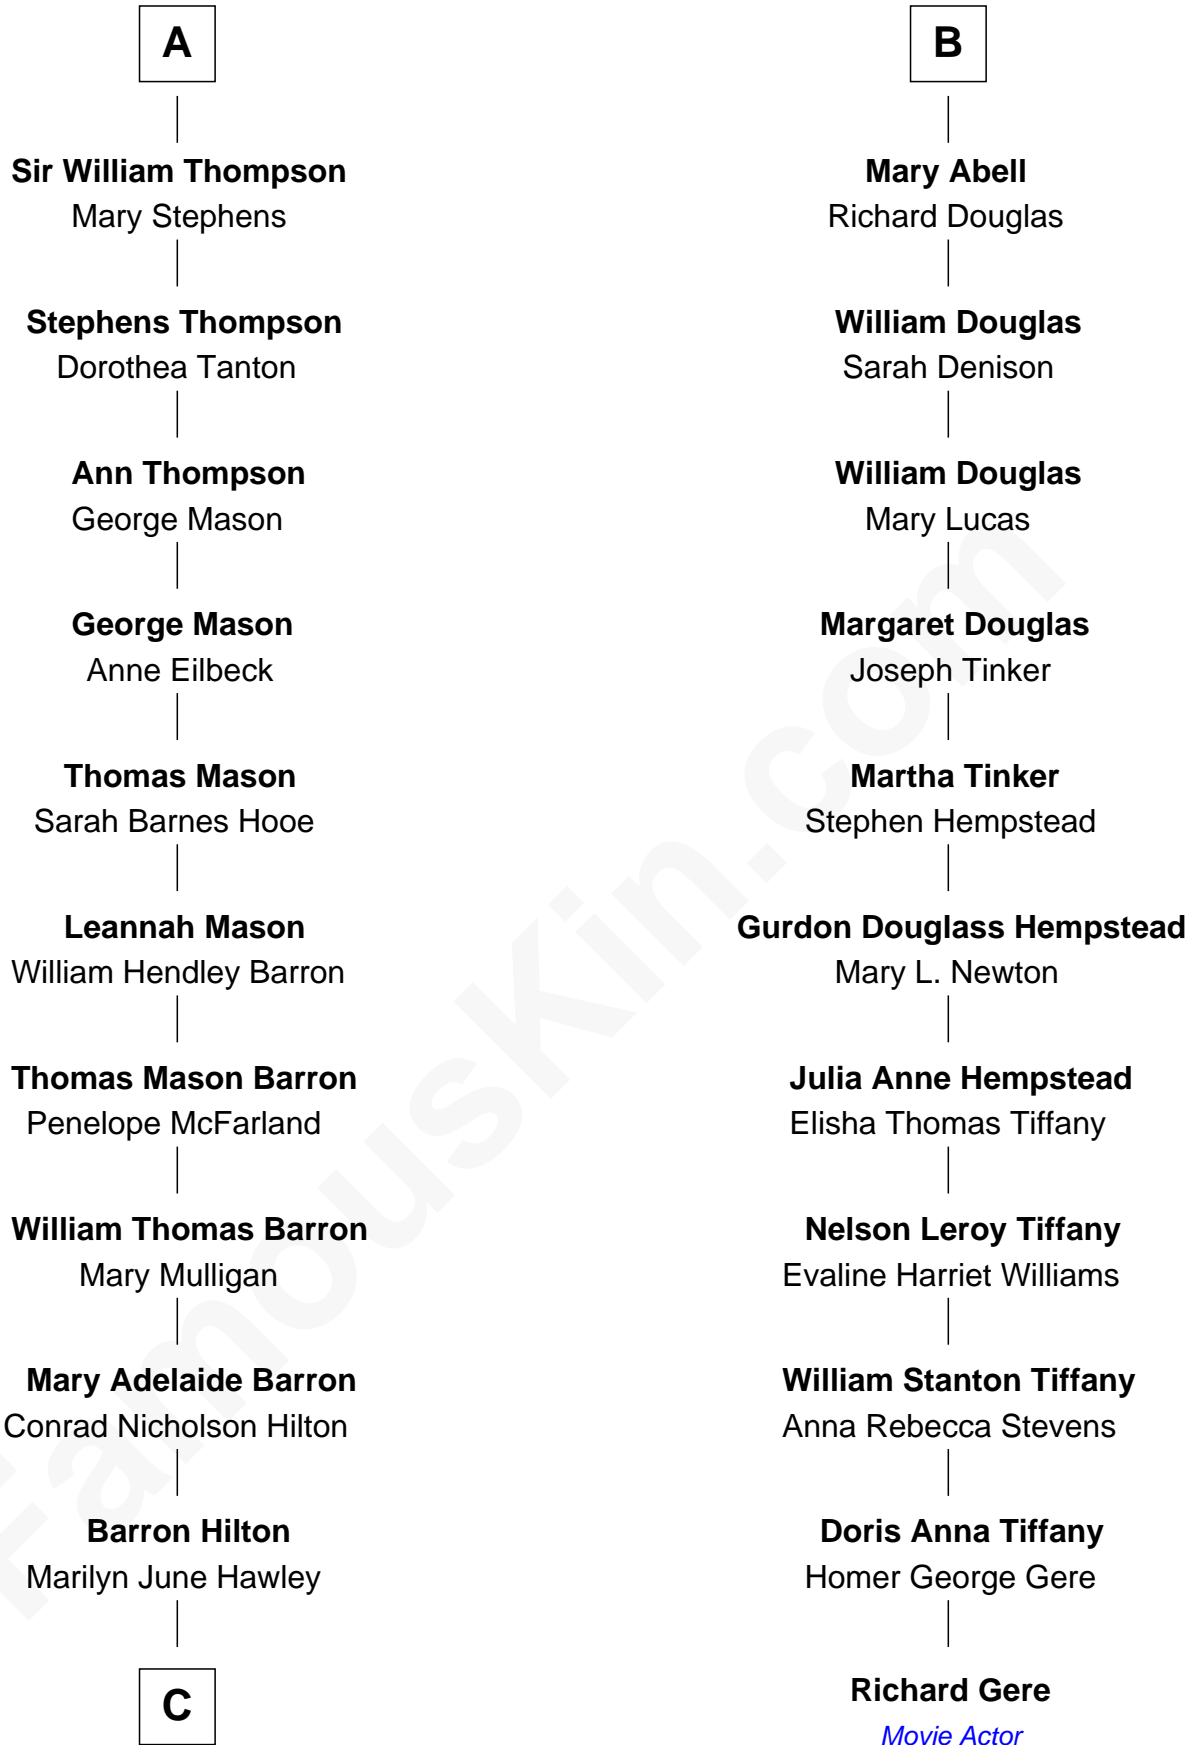 A
Sir William Thompson
Mary Stephens
Stephens Thompson
Dorothea Tanton
Ann Thompson
George Mason
George Mason
Anne Eilbeck
Thomas Mason
Sarah Barnes Hooe
Leannah Mason
William Hendley Barron
Thomas Mason Barron
Penelope McFarland
William Thomas Barron
Mary Mulligan
Mary Adelaide Barron
Conrad Nicholson Hilton
Barron Hilton
Marilyn June Hawley
C
B
Mary Abell
Richard Douglas
William Douglas
Sarah Denison
William Douglas
Mary Lucas
Margaret Douglas
Joseph Tinker
Martha Tinker
Stephen Hempstead
Gurdon Douglass Hempstead
Mary L. Newton
Julia Anne Hempstead
Elisha Thomas Tiffany
Nelson Leroy Tiffany
Evaline Harriet Williams
William Stanton Tiffany
Anna Rebecca Stevens
Doris Anna Tiffany
Homer George Gere
Richard Gere
Movie Actor
FamousKin.com